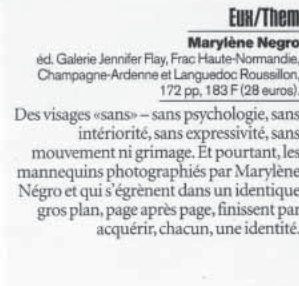 Eux/Them
Marylène Negro
éd. Galerie Jennifer Flay, Frac Haute-Normandie,
Champagne-Ardenne et Languedoc Roussillon,
172 pp, 183 F (28 euros).
Des visages «sans» – sans psychologie, sans
intériorité, sans expressivité, sans
mouvement ni grimage. Et pourtant, les
mannequins photographiés par Marylène
Négro et qui s'égrènent dans un identique
gros plan, page après page, finissent par
acquérir, chacun, une identité.